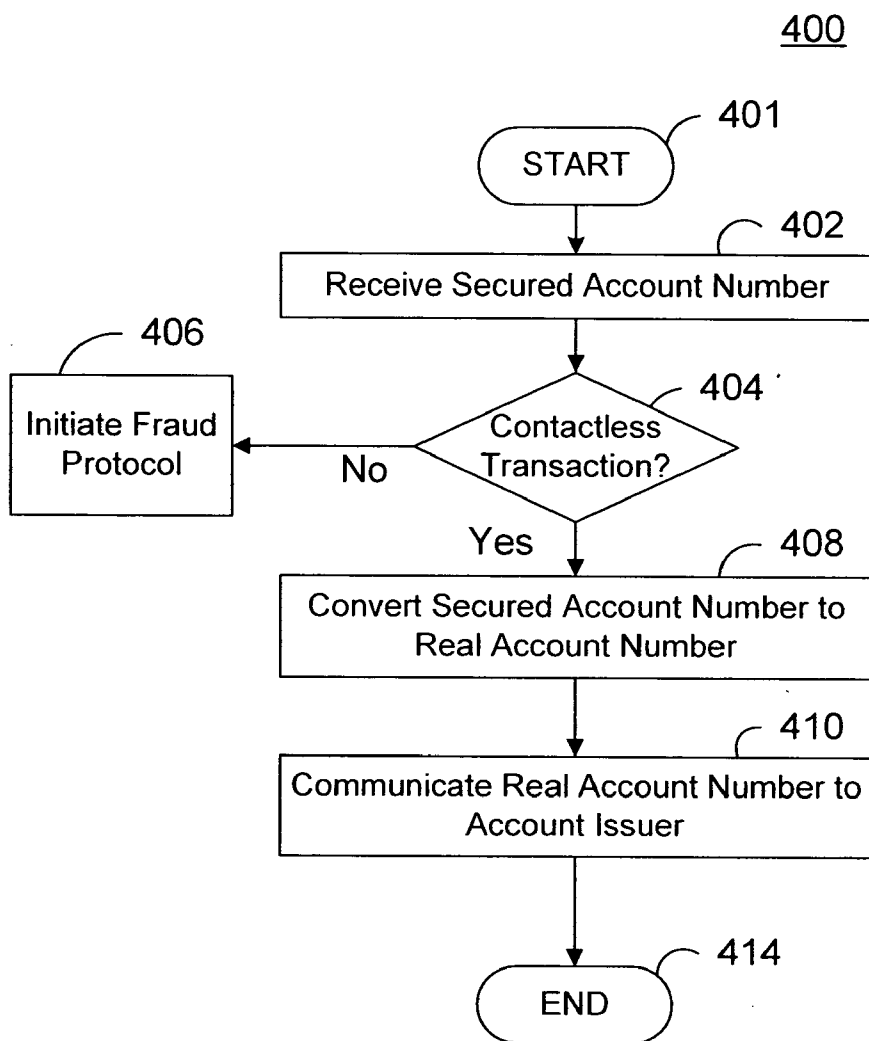 400
401
START
402
Receive Secured Account Number
406
404
Initiate Fraud
Protocol
Contactless
Transaction?
No
Yes
408
Convert Secured Account Number to
Real Account Number
410
Communicate Real Account Number to
Account Issuer
414
END